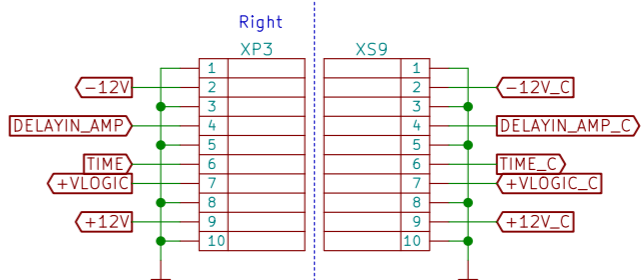 Right
XP3 XS9
1 1
-12V 2 2 -12V_C
3 3
DELAYIN_AMP 4 4 DELAYIN_AMP_C
5 5
TIME 6 6 TIME_C
+VLOGIC 7 7 +VLOGIC_C
8 8
+12V 9 9 +12V_C
10 10